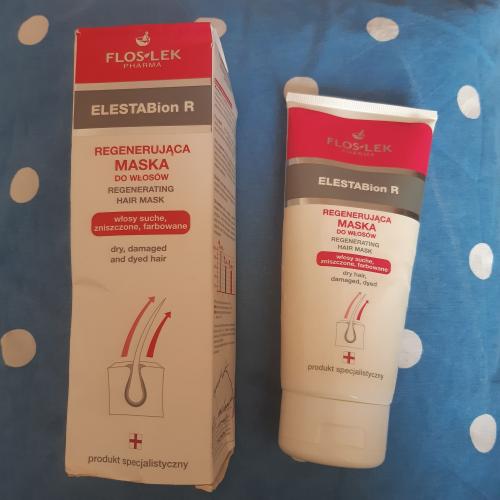 FLOS LEK
PHARMA
ELESTABion R
REGENERUJĄCA
MASKA
DO WŁOSÓW
REGENERATING
HAIR MASK
włosy suche,
zniszczone, farbowane
dry, damaged
and dyed hair
produkt specjalistyczny
FLOS LEK
PHARMA
ELESTABion R
REGENERUJĄCA
MASKA
DO WŁOSÓW
REGENERATING
HAIR MASK
włosy suche,
zniszczone, farbowane
dry hair,
damaged, dyed
produkt specjalistyczny